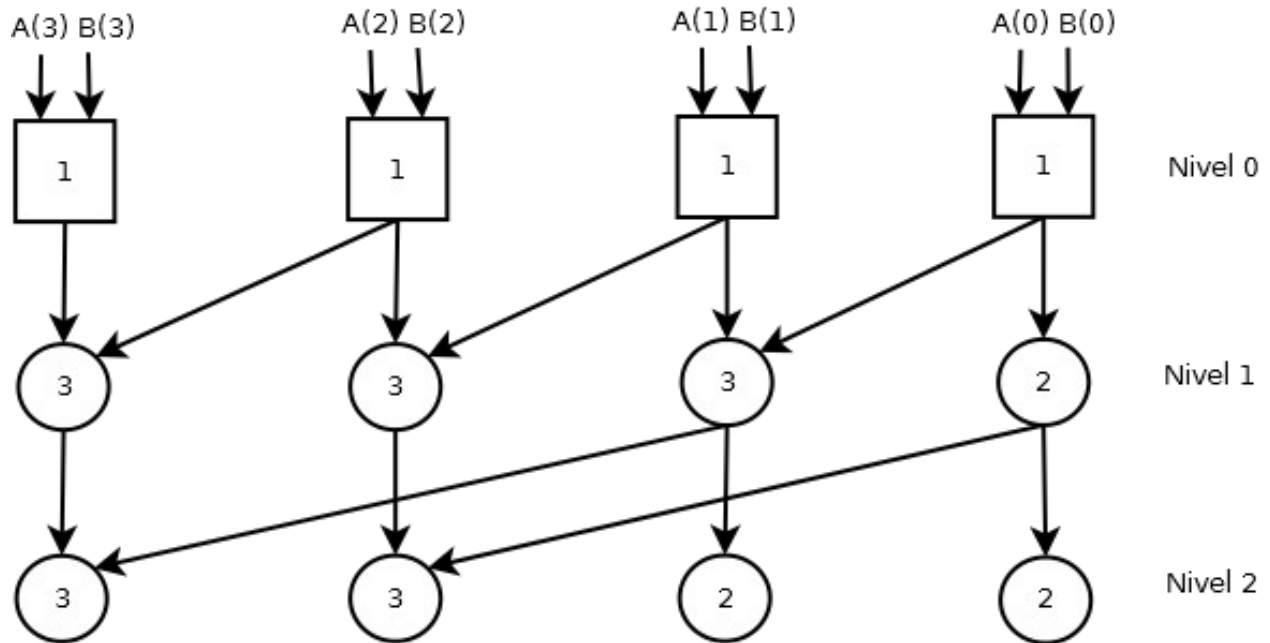 A(3) B(3) A(2) B(2) A(1) B(1) A(0) B(0)
1 1 1 1 Nivel 0
3 3 3 2 Nivel 1
3 3 2 2 Nivel 2